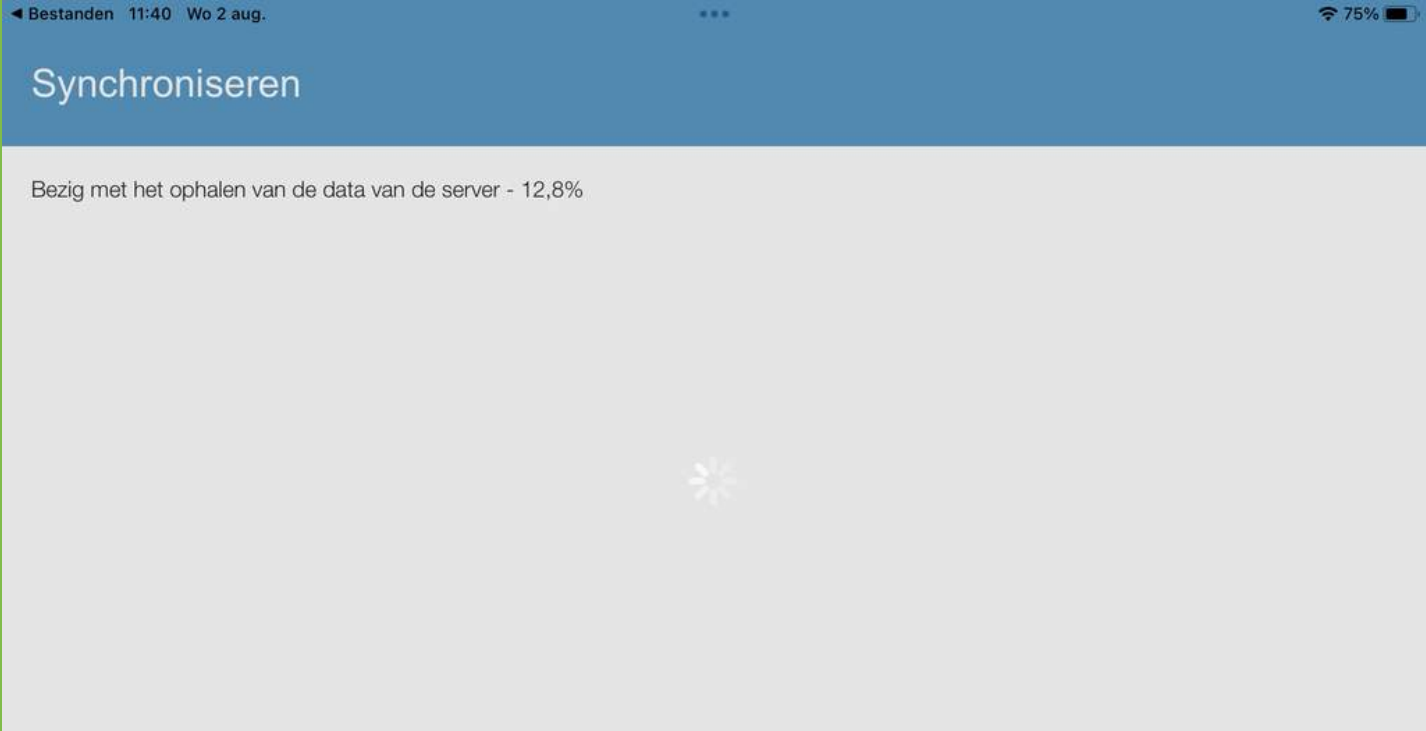 ◀ Bestanden 11:40 Wo 2 aug. 75%
Synchroniseren
Bezig met het ophalen van de data van de server - 12,8%